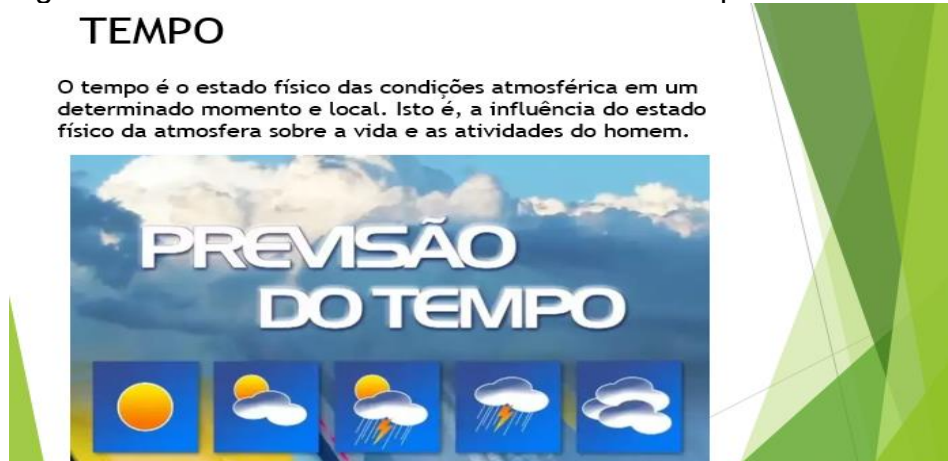 TEMPO
O tempo é o estado físico das condições atmosférica em um
determinado momento e local. Isto é, a influência do estado
físico da atmosfera sobre a vida e as atividades do homem.
PREVISÃO
DO TEMPO